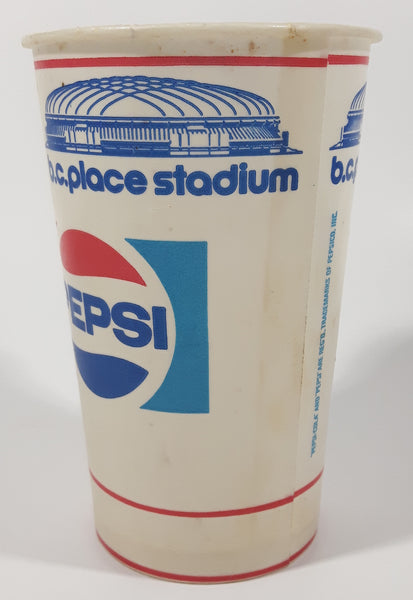 b.c.place stadium
b.c.p
PEPSI
"PEPSI-COLA" AND "PEPSI" ARE REG'D. TRADEMARKS OF PEPSICO, INC.